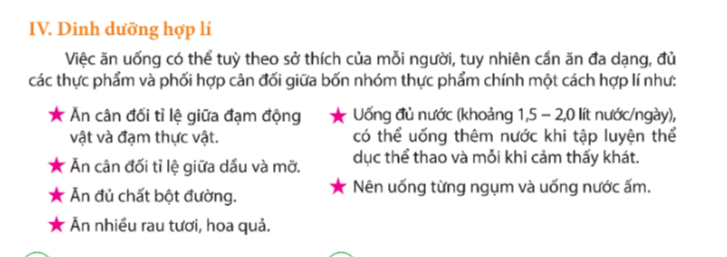 IV. Dinh dưỡng hợp lí
Việc ăn uống có thể tuỳ theo sở thích của mỗi người, tuy nhiên cần ăn đa dạng, đủ
các thực phẩm và phối hợp cân đối giữa bốn nhóm thực phẩm chính một cách hợp lí như:
★ Ăn cân đối tỉ lệ giữa đạm động
vật và đạm thực vật.
★ Ăn cân đối tỉ lệ giữa dầu và mỡ.
★ Ăn đủ chất bột đường.
★ Ăn nhiều rau tươi, hoa quả.
★ Uống đủ nước (khoảng 1,5 – 2,0 lít nước/ngày),
có thể uống thêm nước khi tập luyện thể
dục thể thao và mỗi khi cảm thấy khát.
★ Nên uống từng ngụm và uống nước ấm.